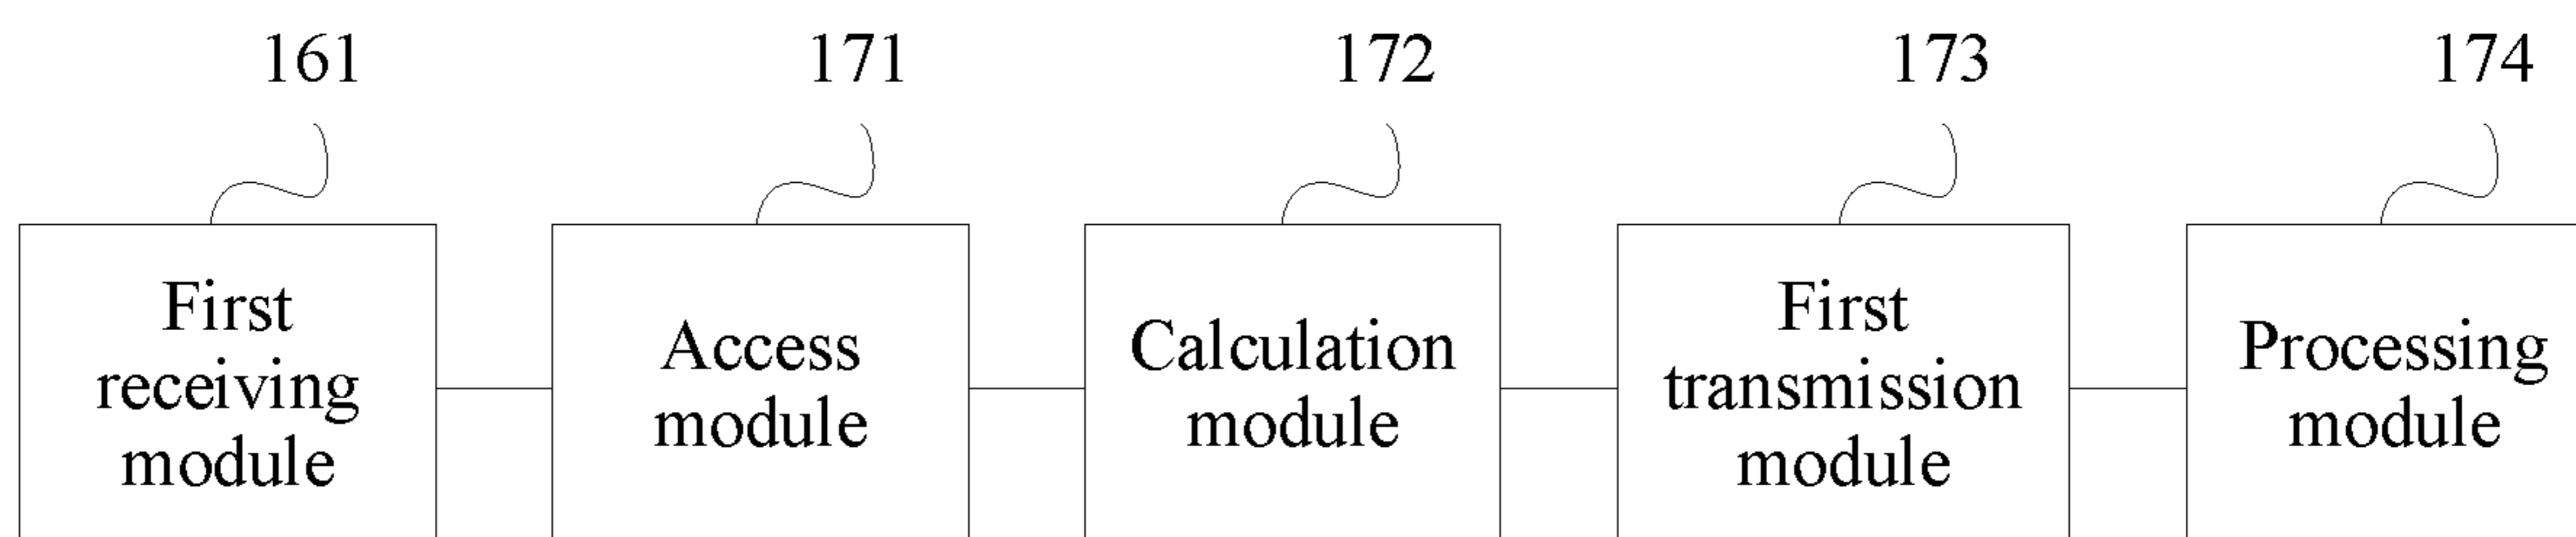 161
171
172
173
174
First
receiving
module
Access
module
Calculation
module
First
transmission
module
Processing
module